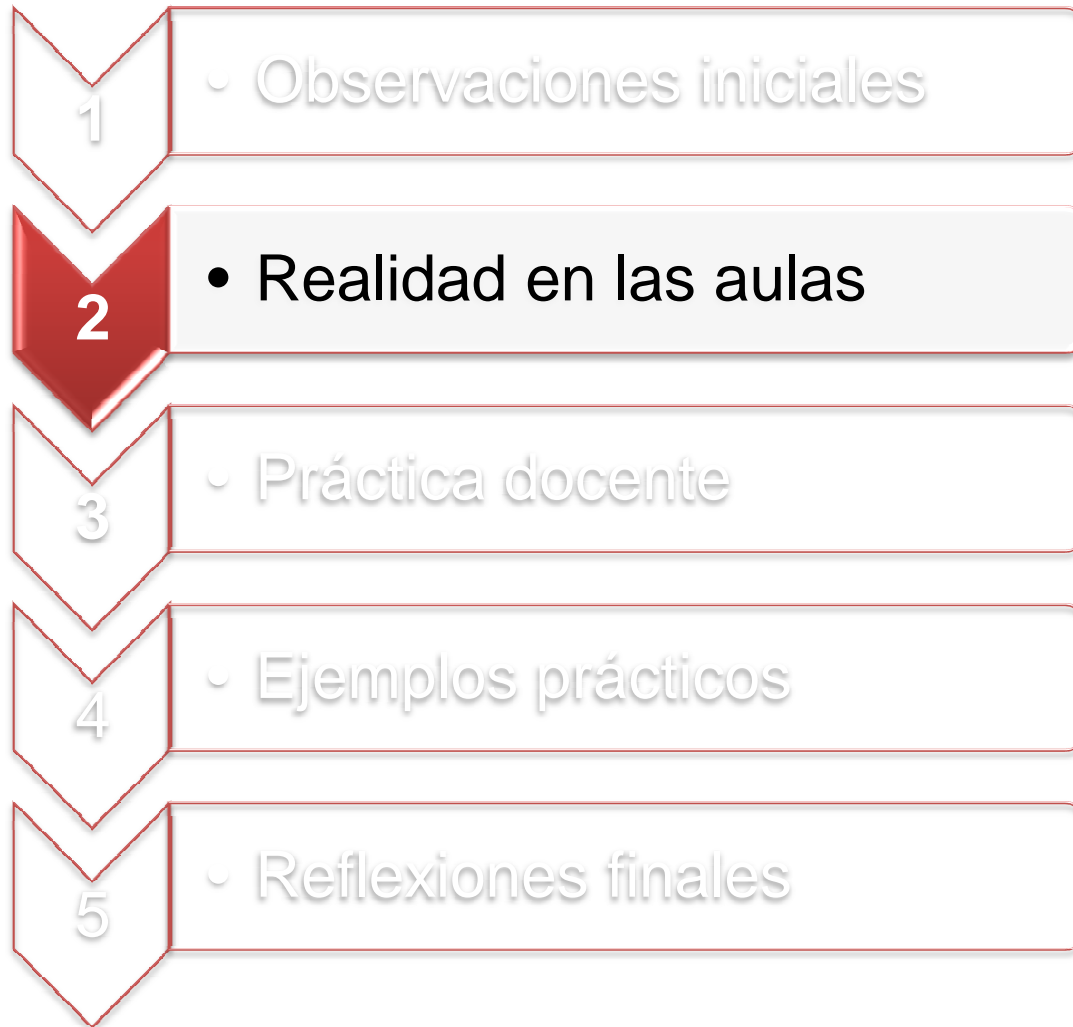 1
• Observaciones iniciales
2
• Realidad en las aulas
3
• Práctica docente
4
• Ejemplos prácticos
5
• Reflexiones finales